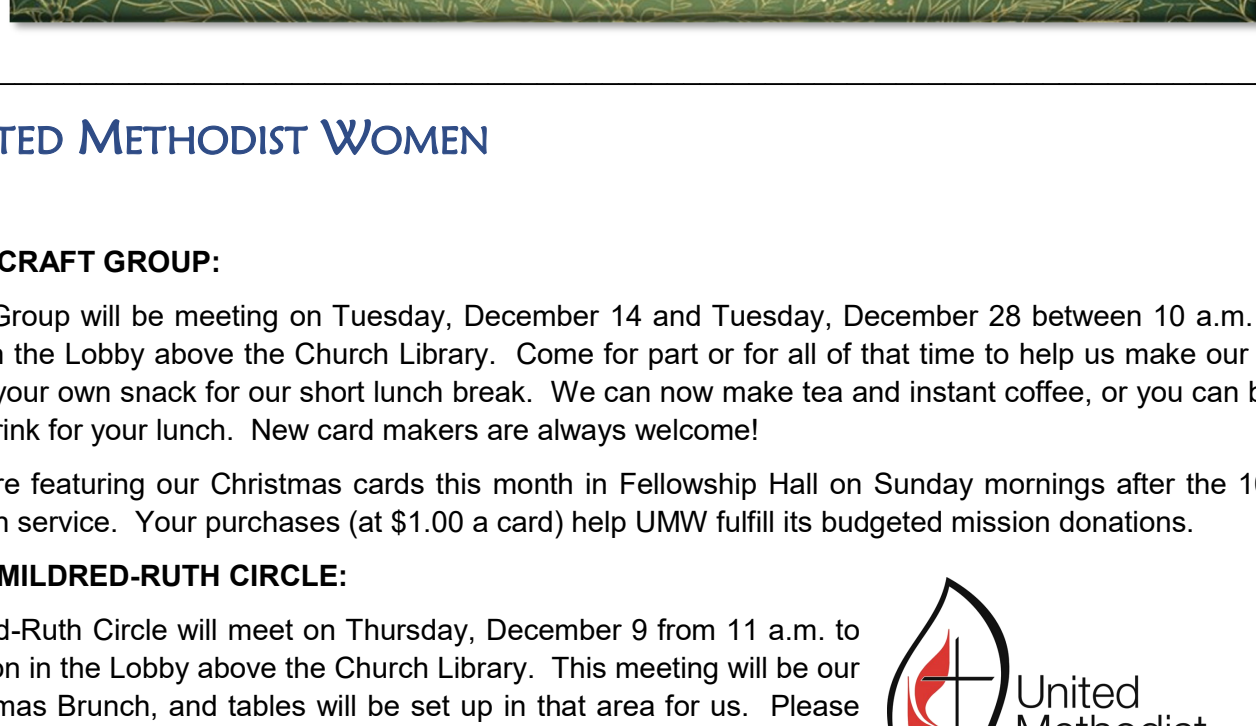 TED METHODIST WOMEN
CRAFT GROUP:
Group will be meeting on Tuesday, December 14 and Tuesday, December 28 between 10 a.m.
the Lobby above the Church Library.  Come for part or for all of that time to help us make our
your own snack for our short lunch break.  We can now make tea and instant coffee, or you can b
rink for your lunch.  New card makers are always welcome!
re featuring our Christmas cards this month in Fellowship Hall on Sunday mornings after the 10
n service.  Your purchases (at $1.00 a card) help UMW fulfill its budgeted mission donations.
MILDRED-RUTH CIRCLE:
d-Ruth Circle will meet on Thursday, December 9 from 11 a.m. to
on in the Lobby above the Church Library.  This meeting will be our
mas Brunch, and tables will be set up in that area for us.  Please
United
Methodist